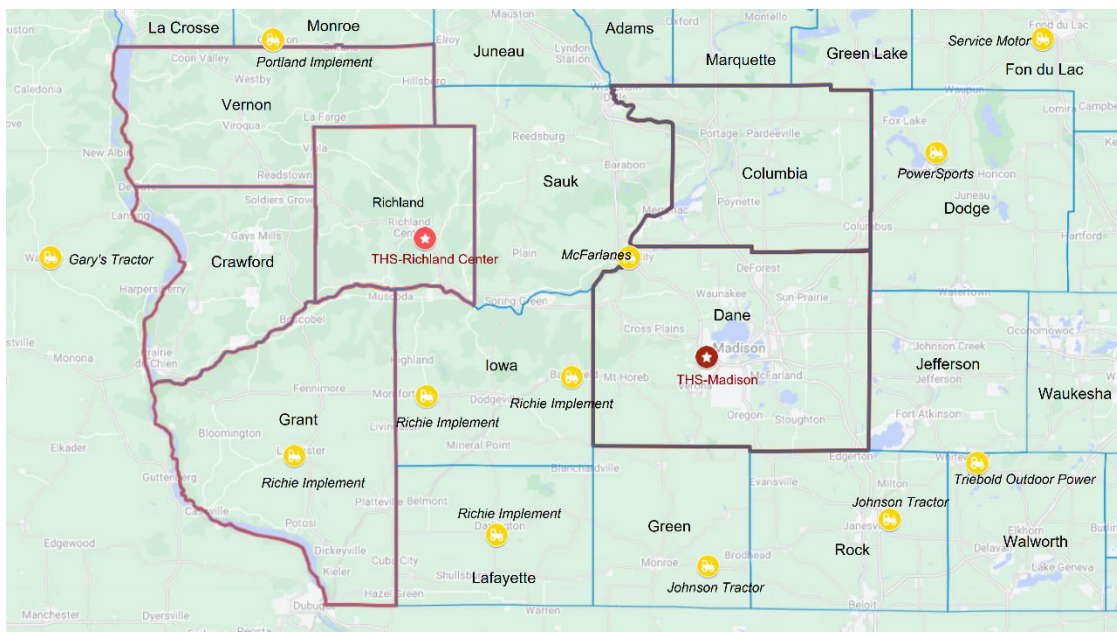 La Crosse
Monroe
Adams
Mauston
Oxford
Montello
Fond du Lac
Service Motor
Coon Valley
Portland Implement
Elroy
Juneau
Lyndon
Station
Marquette
Green Lake
Fon du Lac
Caledonia
Westby
Hillsboro
Vernon
Waupun
Lomira
La Farge
Viroqua
Fox Lake
Portage
Pardeeville
Reedsburg
New Albin
Viola
Baraboo
PowerSports
Horicon
Readstown
Sauk
Columbia
Juneau
Lansing
Soldiers Grove
Richland
Merrimac
Poynette
Dodge
Columbus
Gays Mills
Hartford
Gary's Tractor
Crawford
THS-Richland Center
Plain
McFarlanes
DeForest
Harpers Ferry
Muscoda
Spring Green
Waunakee
Sun Prairie
Watertown
Boscobel
Dane
Cross Plains
Oconomowoc
Monona
Prairie
du Chien
Highland
Iowa
Madison
Johnson Creek
Jefferson
Jefferson
Fennimore
Montfort
Mt Horeb
McFarland
THS-Madison
Waukesha
Dodgeville
Richie Implement
Verona
Grant
Richie Implement
Oregon
Stoughton
Fort Atkinson
Livingston
Bloomington
Mineral Point
Elkader
Lancaster
Edgerton
Whitewater
Guttenberg
Richie Implement
Blanchardville
Triebold Outdoor Power
Evansville
Milton
Cassville
Platteville
Belmont
Richie Implement
Johnson Tractor
Potosi
Darlington
Green
Janesville
Elkhorn
Edgewood
Dickeyville
Rock
Walworth
Cuba City
Monroe
Brodhead
Delavan
Kieler
Shullsburg
Lafayette
Johnson Tractor
Lake Geneva
Hazel Green
Dubuque
Warren
Beloit
Manchester
Dyersville